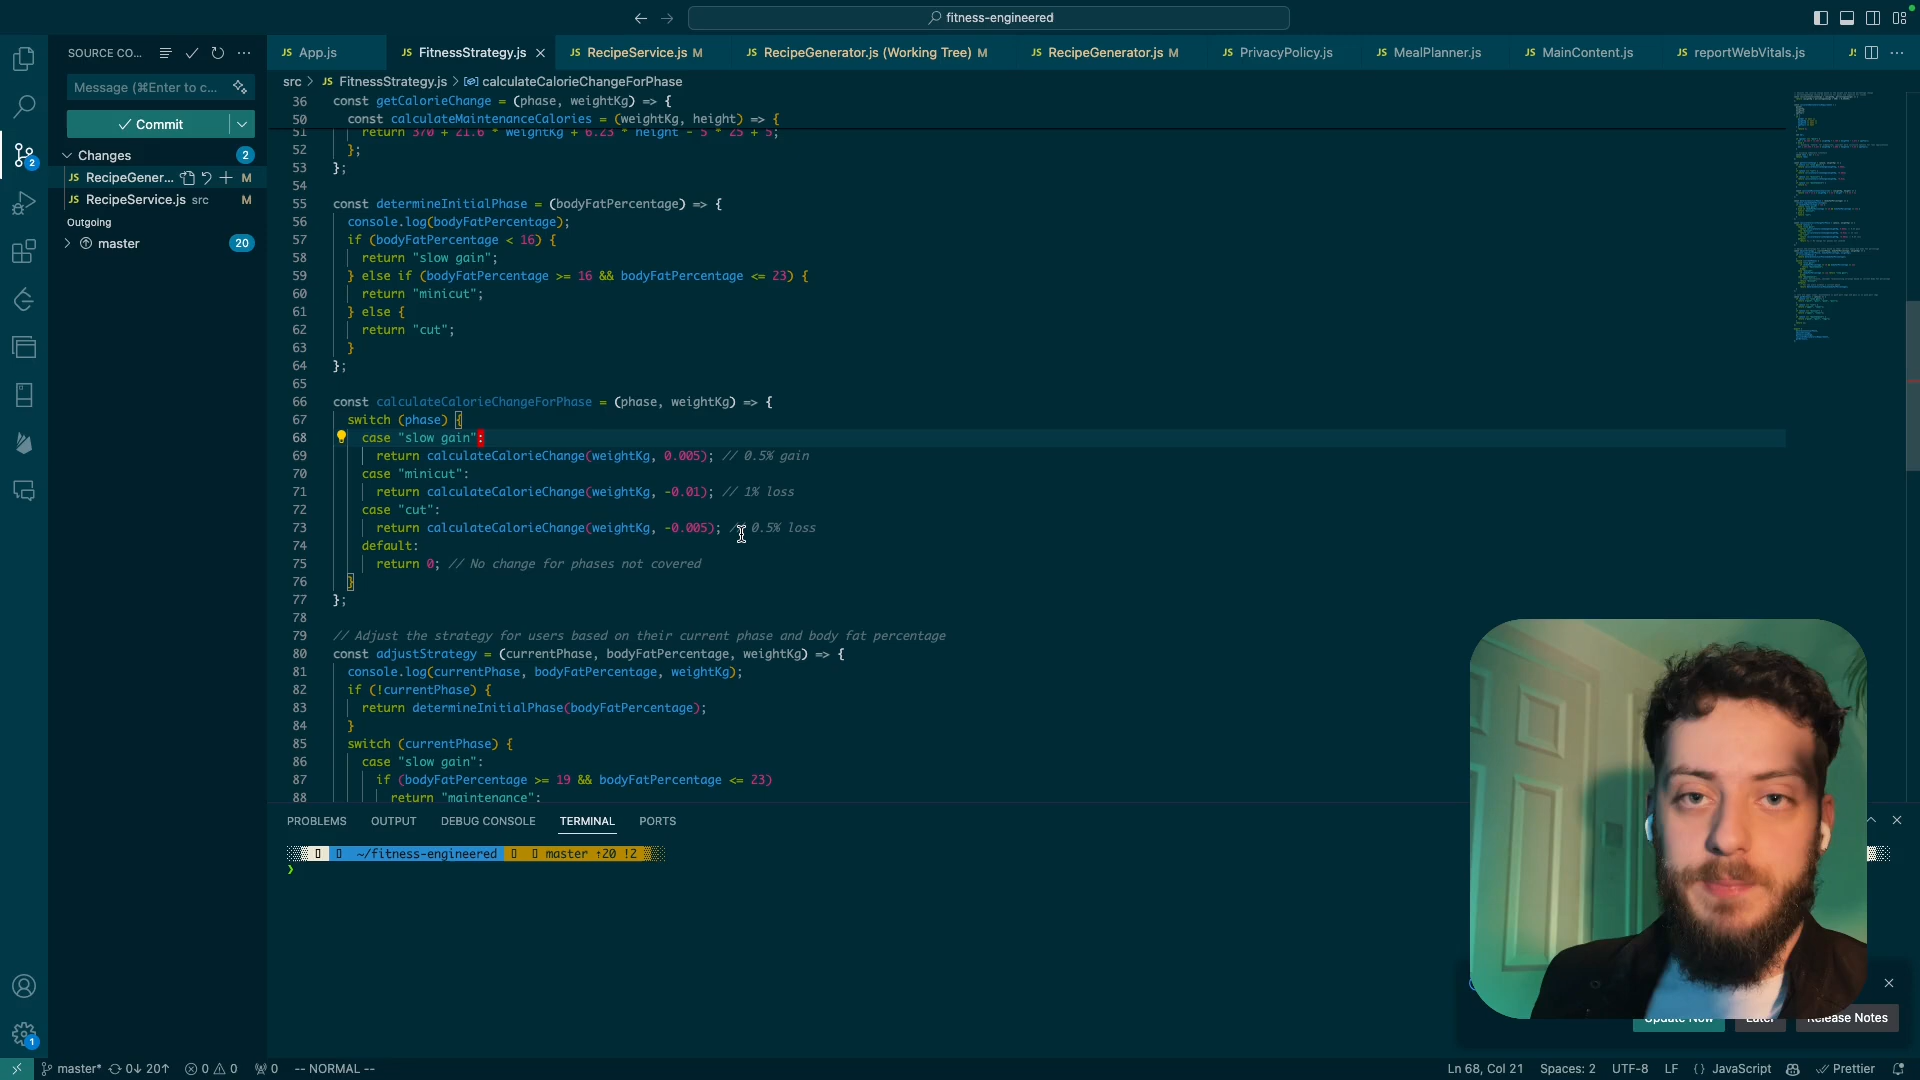 fitness-engineered
SOURCE CO...
App.js
FitnessStrategy.js
RecipeService.js M
RecipeGenerator.js (Working Tree) M
RecipeGenerator.js M
PrivacyPolicy.js
MealPlanner.js
MainContent.js
reportWebVitals.js
Message (⌘Enter to c...
Commit
Changes 2
JS RecipeGener... M
JS RecipeService.js src M
Outgoing
master 20
2
1
src > JS FitnessStrategy.js > calculateCalorieChangeForPhase
36 const getCalorieChange = (phase, weightKg) => {
50 const calculateMaintenanceCalories = (weightKg, height) => {
51 return 370 + 21.6 * weightKg + 6.23 * height - 5 * 25 + 5;
52 };
53 };
54
55 const determineInitialPhase = (bodyFatPercentage) => {
56 console.log(bodyFatPercentage);
57 if (bodyFatPercentage < 16) {
58 return "slow gain";
59 } else if (bodyFatPercentage >= 16 && bodyFatPercentage <= 23) {
60 return "minicut";
61 } else {
62 return "cut";
63 }
64 };
65
66 const calculateCalorieChangeForPhase = (phase, weightKg) => {
67 switch (phase) {
68 case "slow gain":
69 return calculateCalorieChange(weightKg, 0.005); // 0.5% gain
70 case "minicut":
71 return calculateCalorieChange(weightKg, -0.01); // 1% loss
72 case "cut":
73 return calculateCalorieChange(weightKg, -0.005); // 0.5% loss
74 default:
75 return 0; // No change for phases not covered
76 }
77 };
78
79 // Adjust the strategy for users based on their current phase and body fat percentage
80 const adjustStrategy = (currentPhase, bodyFatPercentage, weightKg) => {
81 console.log(currentPhase, bodyFatPercentage, weightKg);
82 if (!currentPhase) {
83 return determineInitialPhase(bodyFatPercentage);
84 }
85 switch (currentPhase) {
86 case "slow gain":
87 if (bodyFatPercentage >= 19 && bodyFatPercentage <= 23)
88 return "maintenance";
PROBLEMS OUTPUT DEBUG CONSOLE TERMINAL PORTS
~/fitness-engineered master ↑20 !2
❯
Update Now Later Release Notes
master* 0↓ 20↑ 0 0 0 -- NORMAL --
Ln 68, Col 21 Spaces: 2 UTF-8 LF {} JavaScript Prettier